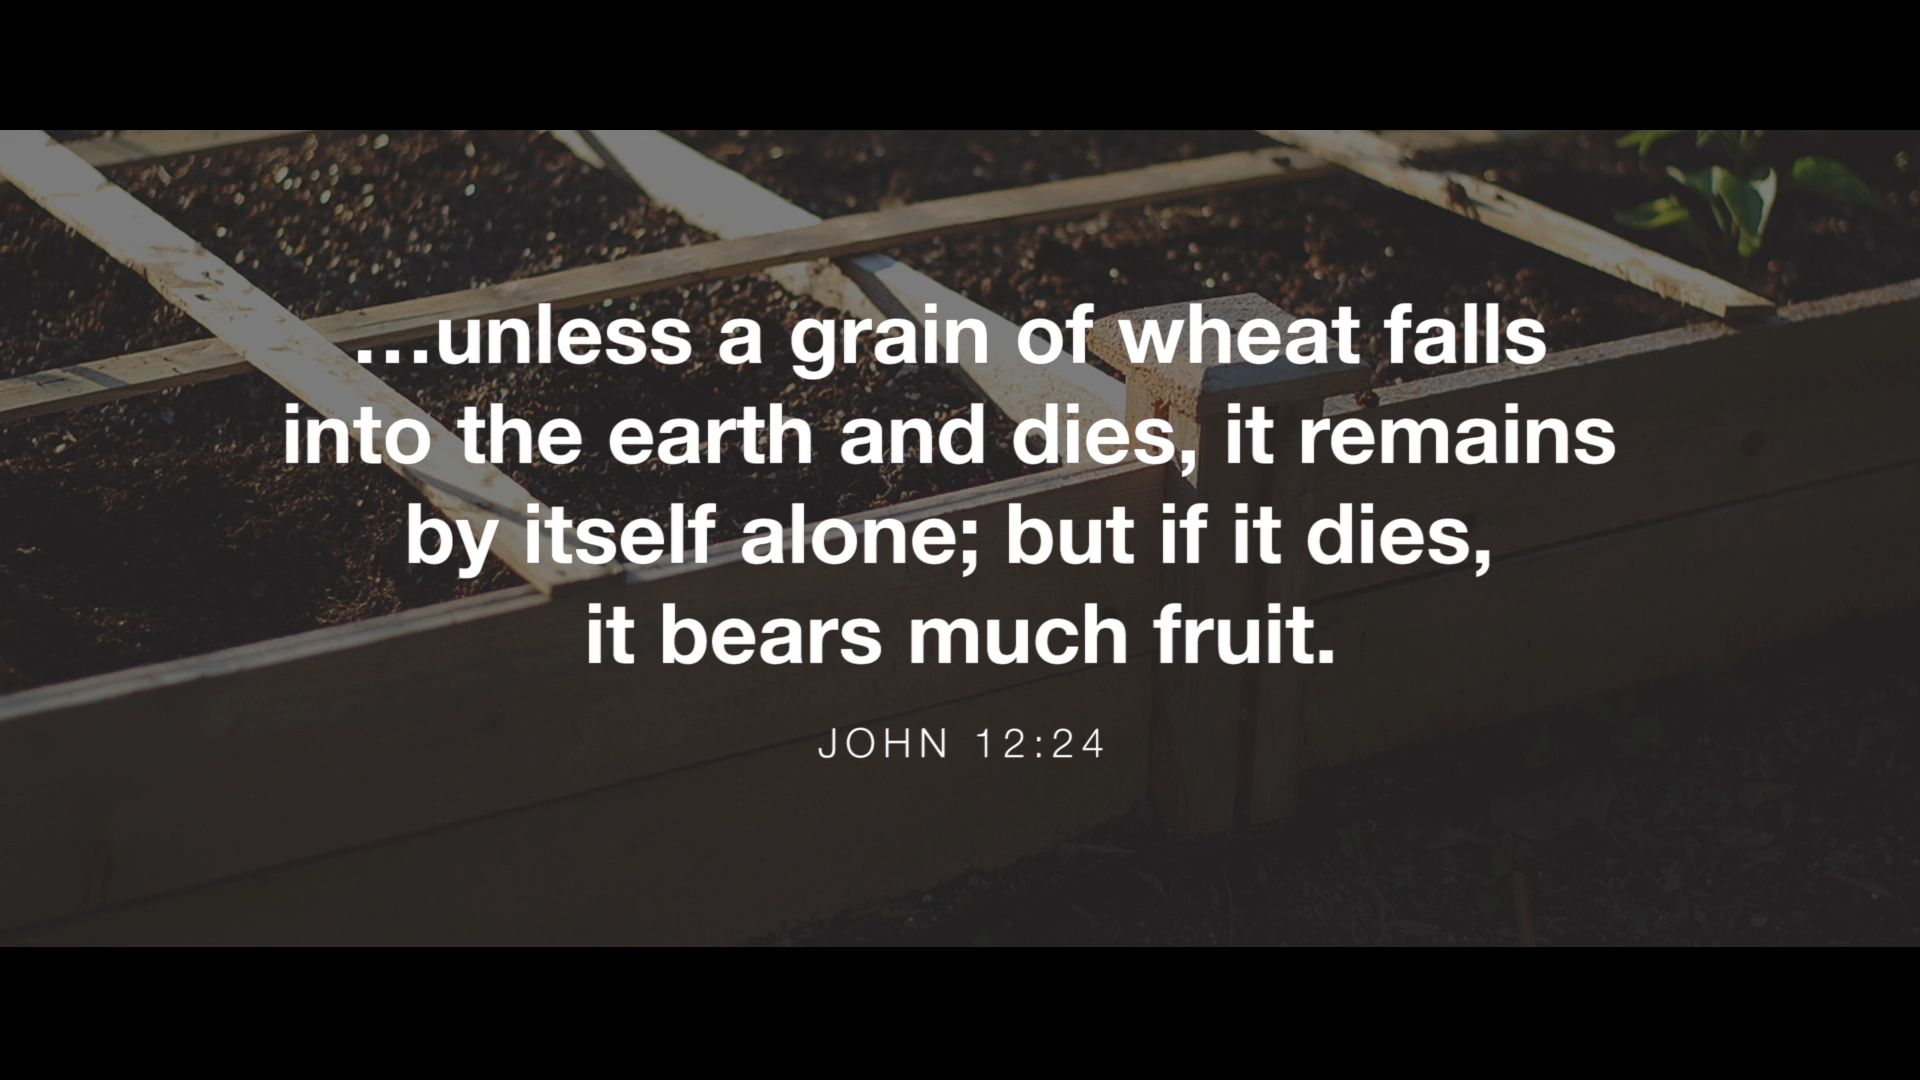 ...unless a grain of wheat falls
into the earth and dies, it remains
by itself alone; but if it dies,
it bears much fruit.
JOHN 12:24